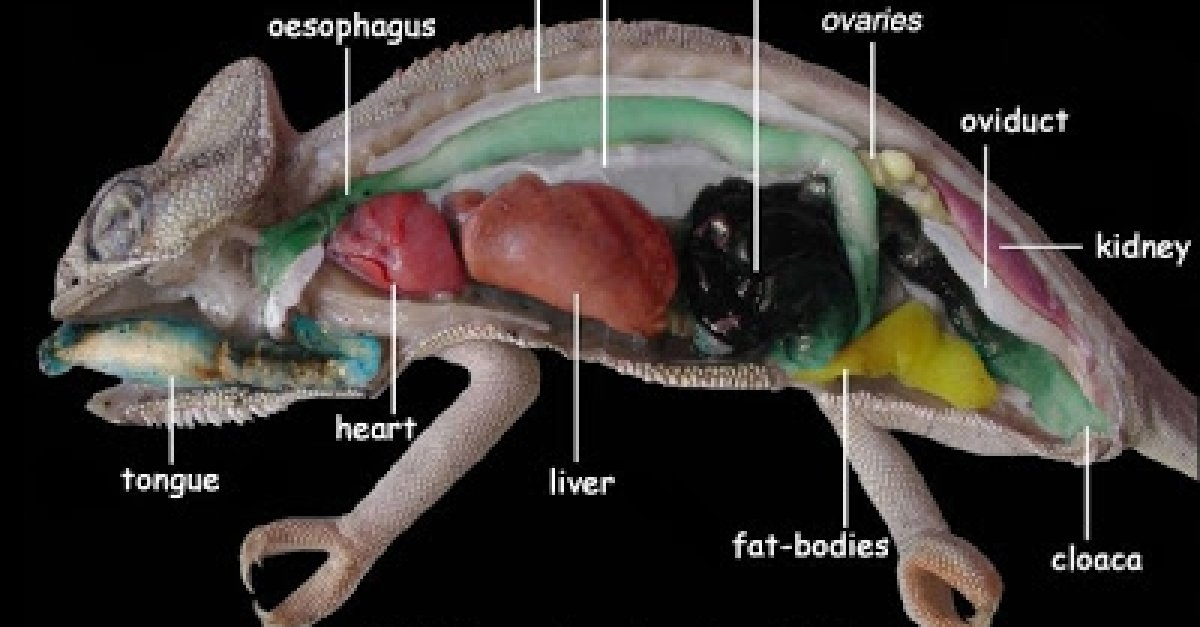 ovaries
oesophagus
oviduct
kidney
heart
tongue
liver
fat-bodies
cloaca